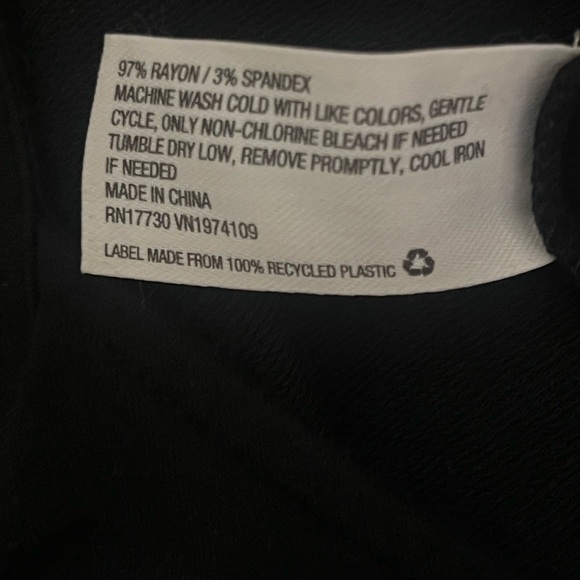 97% RAYON / 3% SPANDEX
MACHINE WASH COLD WITH LIKE COLORS, GENTLE
CYCLE, ONLY NON-CHLORINE BLEACH IF NEEDED
TUMBLE DRY LOW, REMOVE PROMPTLY, COOL IRON
IF NEEDED
MADE IN CHINA
RN17730 VN1974109
LABEL MADE FROM 100% RECYCLED PLASTIC